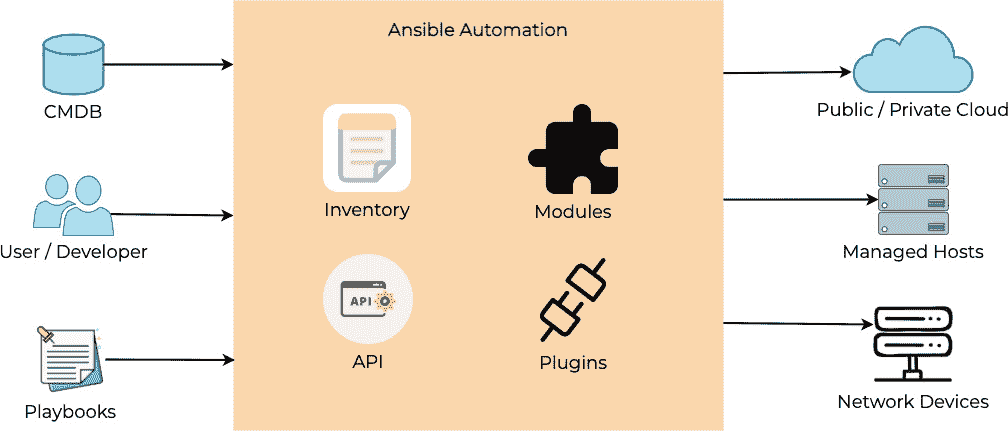 Ansible Automation
CMDB
Public / Private Cloud
Inventory
Modules
User / Developer
Managed Hosts
API
API
Plugins
Playbooks
Network Devices